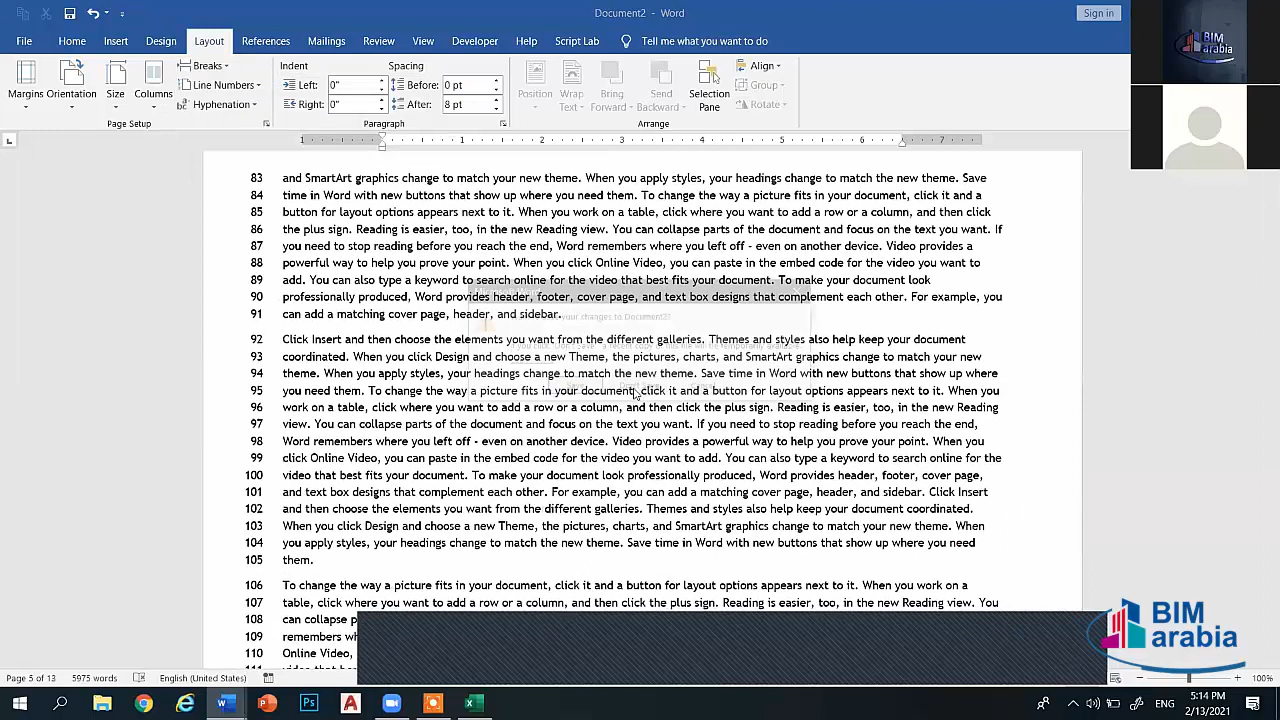 Document2 - Word
Sign in
File Home Insert Design Layout References Mailings Review View Developer Help Script Lab Tell me what you want to do
Breaks
Line Numbers
Hyphenation
Margins Orientation Size Columns
Page Setup
Indent
Left: 0"
Right: 0"
Spacing
Before: 0 pt
After: 8 pt
Paragraph
Position
Wrap Text
Bring Forward
Send Backward
Selection Pane
Align
Group
Rotate
Arrange
BIM arabia
1 1 2 3 4 5 6 7
83 and SmartArt graphics change to match your new theme. When you apply styles, your headings change to match the new theme. Save
84 time in Word with new buttons that show up where you need them. To change the way a picture fits in your document, click it and a
85 button for layout options appears next to it. When you work on a table, click where you want to add a row or a column, and then click
86 the plus sign. Reading is easier, too, in the new Reading view. You can collapse parts of the document and focus on the text you want. If
87 you need to stop reading before you reach the end, Word remembers where you left off - even on another device. Video provides a
88 powerful way to help you prove your point. When you click Online Video, you can paste in the embed code for the video you want to
89 add. You can also type a keyword to search online for the video that best fits your document. To make your document look
90 professionally produced, Word provides header, footer, cover page, and text box designs that complement each other. For example, you
91 can add a matching cover page, header, and sidebar.
your changes to Document2?
92 Click Insert and then choose the elements you want from the different galleries. Themes and styles also help keep your document
93 coordinated. When you click Design and choose a new Theme, the pictures, charts, and SmartArt graphics change to match your new
94 theme. When you apply styles, your headings change to match the new theme. Save time in Word with new buttons that show up where
95 you need them. To change the way a picture fits in your document, click it and a button for layout options appears next to it. When you
96 work on a table, click where you want to add a row or a column, and then click the plus sign. Reading is easier, too, in the new Reading
97 view. You can collapse parts of the document and focus on the text you want. If you need to stop reading before you reach the end,
98 Word remembers where you left off - even on another device. Video provides a powerful way to help you prove your point. When you
99 click Online Video, you can paste in the embed code for the video you want to add. You can also type a keyword to search online for the
100 video that best fits your document. To make your document look professionally produced, Word provides header, footer, cover page,
101 and text box designs that complement each other. For example, you can add a matching cover page, header, and sidebar. Click Insert
102 and then choose the elements you want from the different galleries. Themes and styles also help keep your document coordinated.
103 When you click Design and choose a new Theme, the pictures, charts, and SmartArt graphics change to match your new theme. When
104 you apply styles, your headings change to match the new theme. Save time in Word with new buttons that show up where you need
105 them.
106 To change the way a picture fits in your document, click it and a button for layout options appears next to it. When you work on a
107 table, click where you want to add a row or a column, and then click the plus sign. Reading is easier, too, in the new Reading view. You
108 can collapse
109 remembers
110 Online Video,
BIM
arabia
Page 5 of 13 5975 words English (United States) 100%
ENG
5:14 PM
2/13/2021